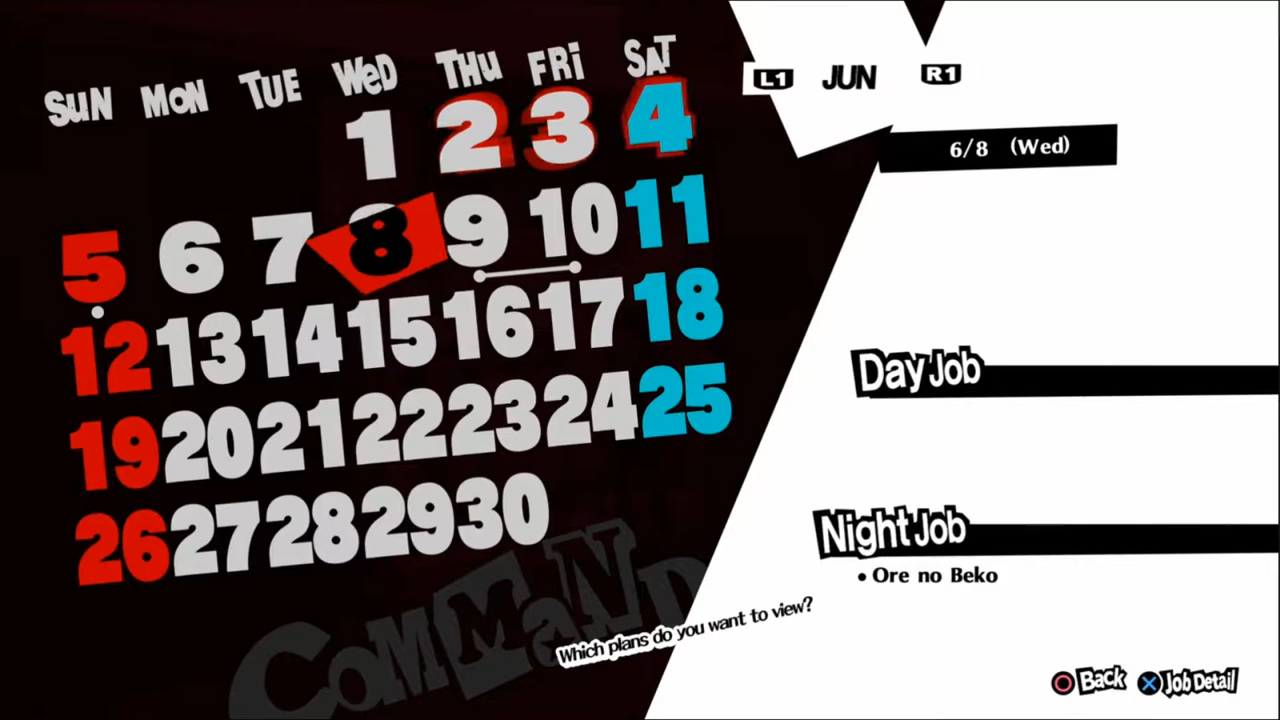 SUN MON TUE WED THU FRi SAT
1 2 3 4
5 6 7 8 9 10 11
12 13 14 15 16 17 18
19 20 21 22 23 24 25
26 27 28 29 30
COMMaND
L1 JUN R1
6/8 (Wed)
Day Job
Night Job
• Ore no Beko
Which plans do you want to view?
Back Job Detail